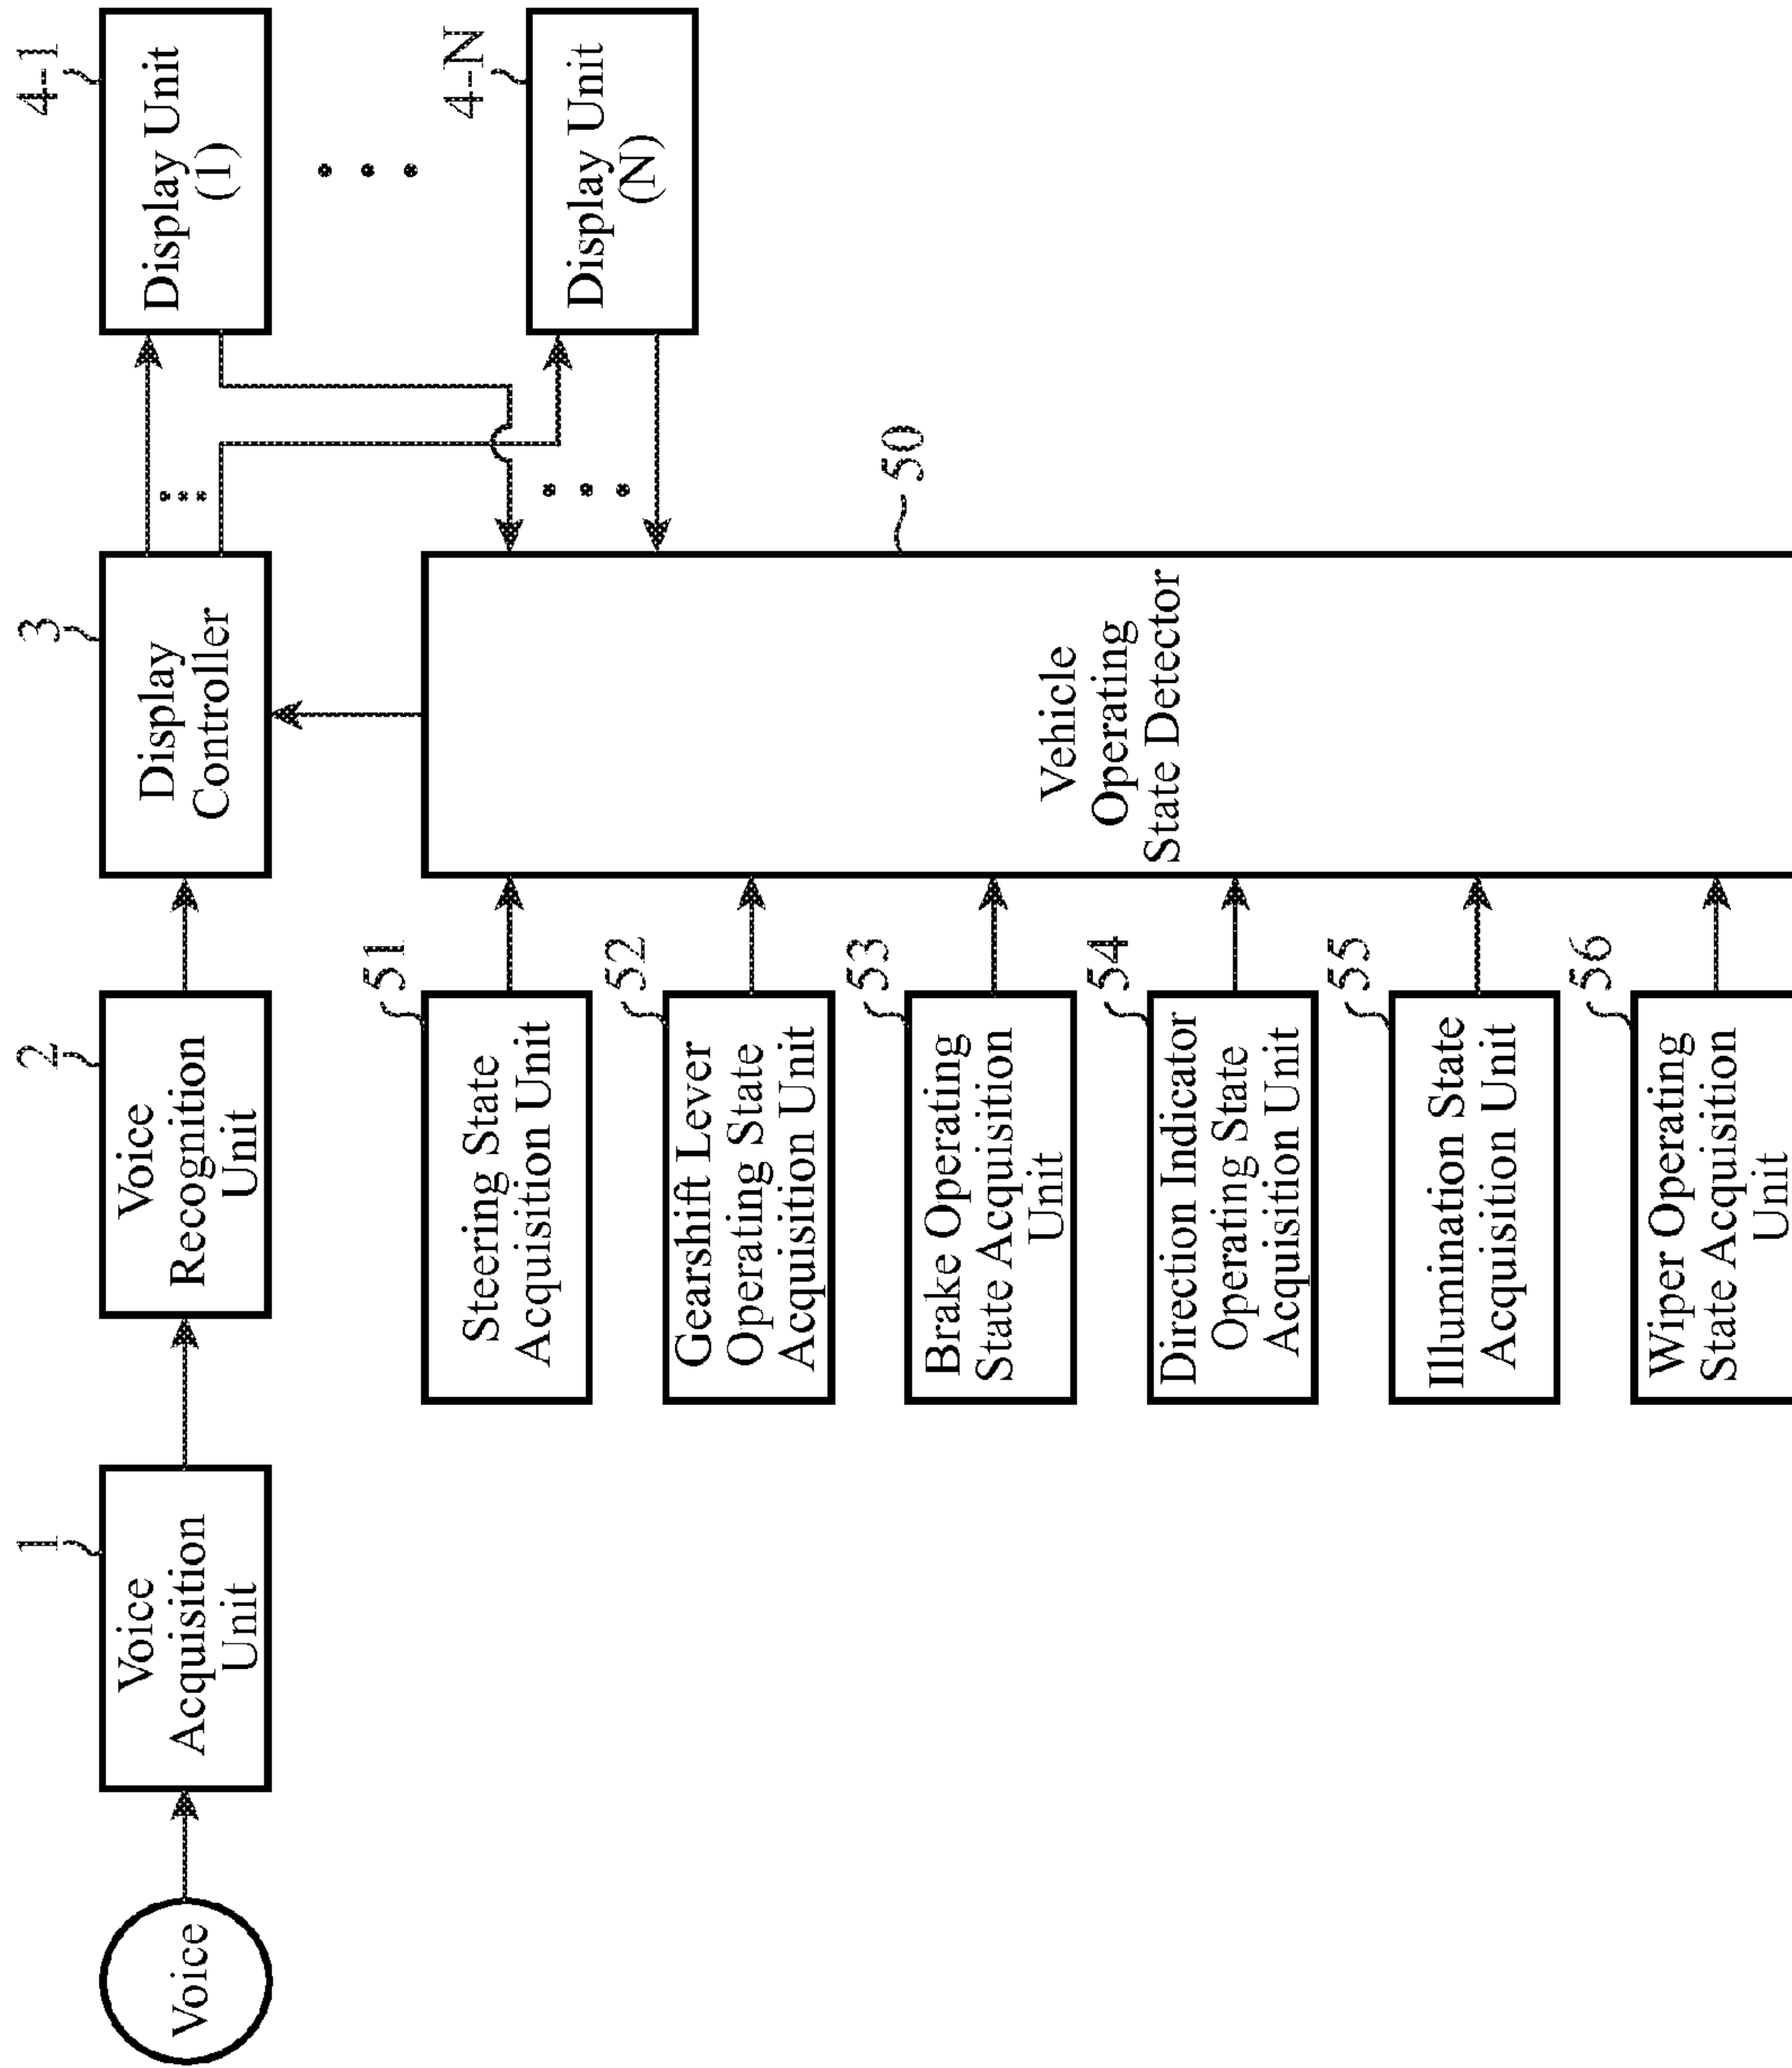 Voice
1
Voice
Acquisition
Unit
2
Voice
Recognition
Unit
3
Display
Controller
4-1
Display Unit
(1)
4-N
Display Unit
(N)
50
Vehicle
Operating
State Detector
51
Steering State
Acquisition Unit
52
Gearshift Lever
Operating State
Acquisition Unit
53
Brake Operating
State Acquisition
Unit
54
Direction Indicator
Operating State
Acquisition Unit
55
Illumination State
Acquisition Unit
56
Wiper Operating
State Acquisition
Unit